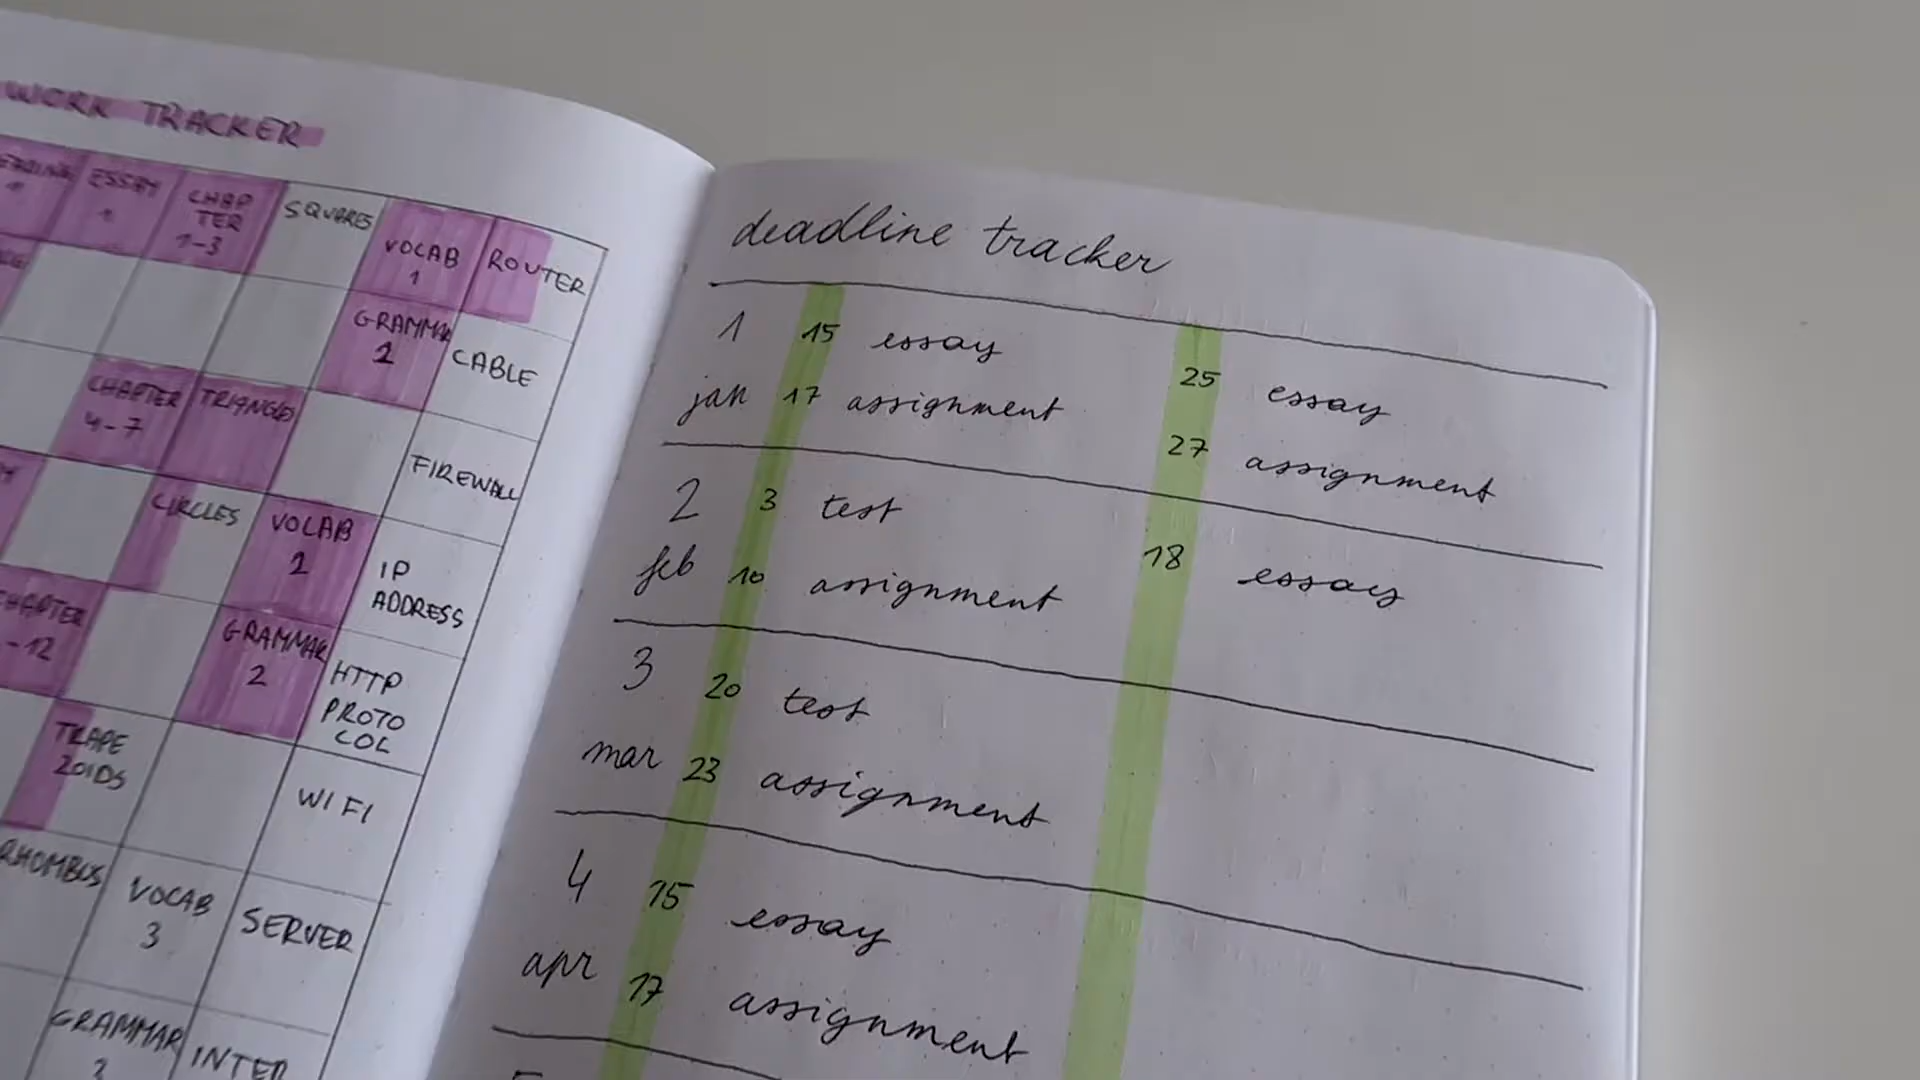 WORK TRACKER
ESSAY 1
CHAP TER 1-3
SQUARES
VOCAB 1
ROUTER
GRAMMAR 1
CABLE
CHAPTER 4-7
TRIANGLES
FIREWALL
CIRCLES
VOCAB 2
IP ADDRESS
CHAPTER -12
GRAMMAR 2
HTTP PROTO COL
TRAPE ZOIDS
WIFI
RHOMBUS
VOCAB 3
SERVER
GRAMMAR 3
INTER
deadline tracker
1 15 essay 25 essay
jan 17 assignment 27 assignment
2 3 test 18 essay
feb 10 assignment
3 20 test
mar 23 assignment
4 15 essay
apr 17 assignment